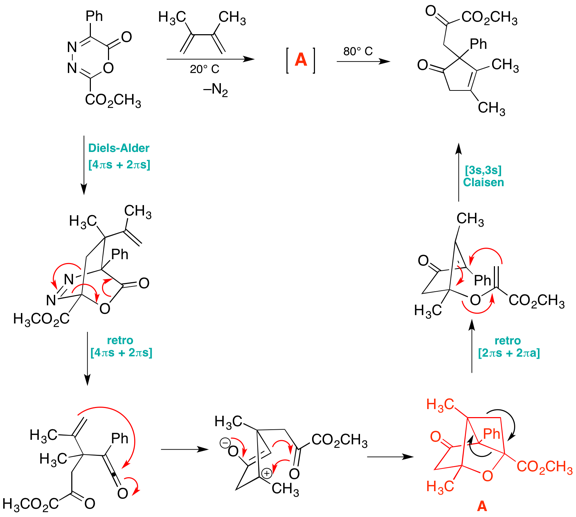 Ph
O
N
N
O
O
CO₂CH₃
CH₃
CH₃
20° C
–N₂
[ A ]
80° C
O
CO₂CH₃
Ph
O
CH₃
CH₃
Diels-Alder
[4πs + 2πs]
[3s,3s]
Claisen
CH₃
H₃C
Ph
N
N
O
O
MeO₂C
CH₃
O
Ph
H₃C
O
CO₂CH₃
retro
[4πs + 2πs]
retro
[2πs + 2πa]
H₃C
Ph
H₃C
O
H₃CO₂C
O
H₃C
CO₂CH₃
⊖O
O
⊕
CH₃
H₃C
O
Ph
H₃C
O
CO₂CH₃
A